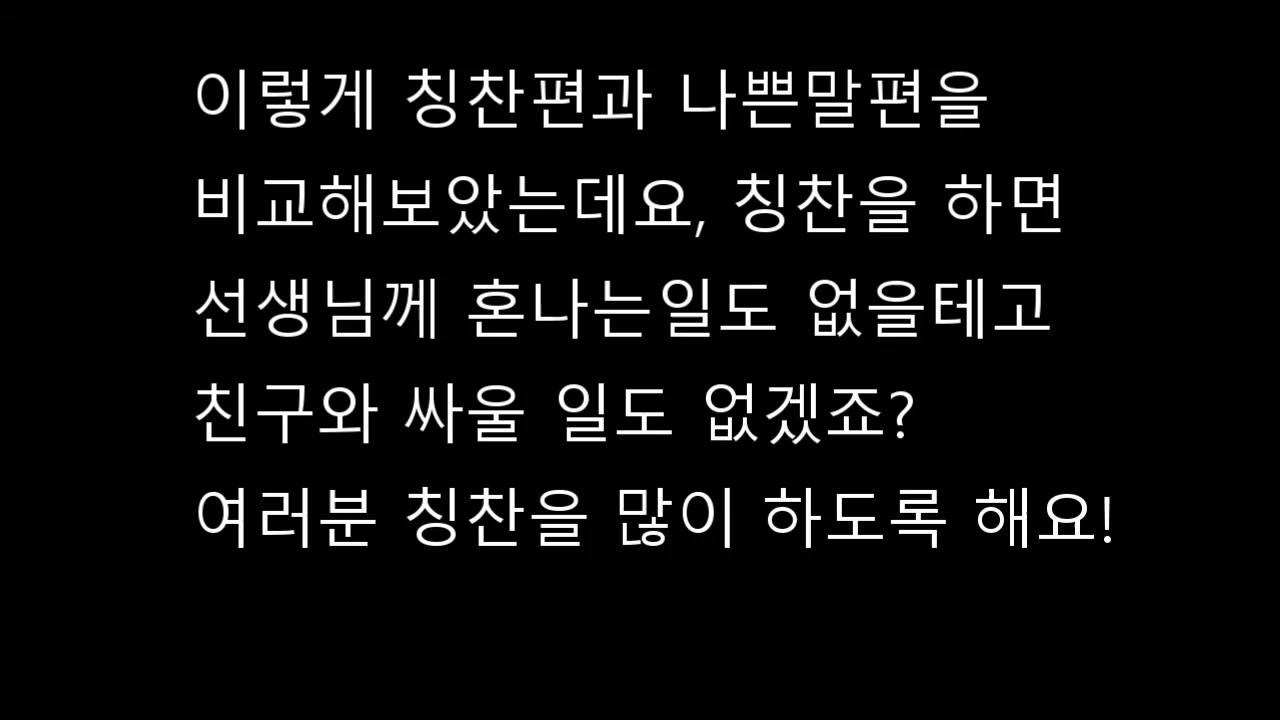 이렇게 칭찬편과 나쁜말편을
비교해보았는데요, 칭찬을 하면
선생님께 혼나는일도 없을테고
친구와 싸울 일도 없겠죠?
여러분 칭찬을 많이 하도록 해요!